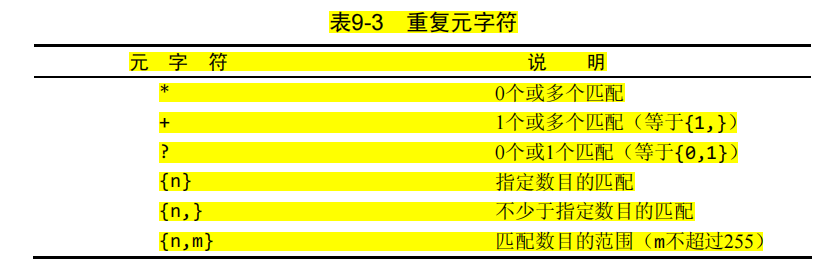 表9-3 重复元字符
元 字 符 说 明
* 0个或多个匹配
+ 1个或多个匹配（等于{1,}）
? 0个或1个匹配（等于{0,1}）
{n} 指定数目的匹配
{n,} 不少于指定数目的匹配
{n,m} 匹配数目的范围（m不超过255）